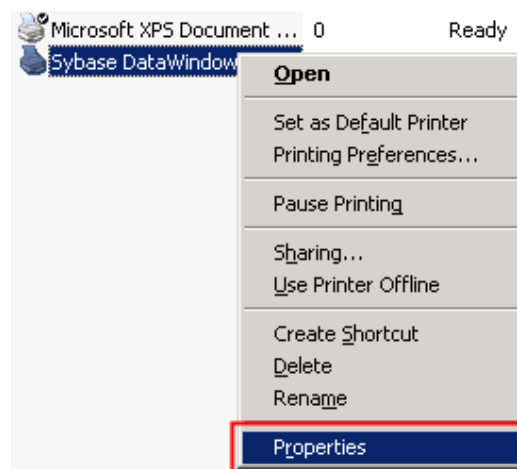 Microsoft XPS Document ... 0 Ready
Sybase DataWindow
Open
Set as Default Printer
Printing Preferences...
Pause Printing
Sharing...
Use Printer Offline
Create Shortcut
Delete
Rename
Properties